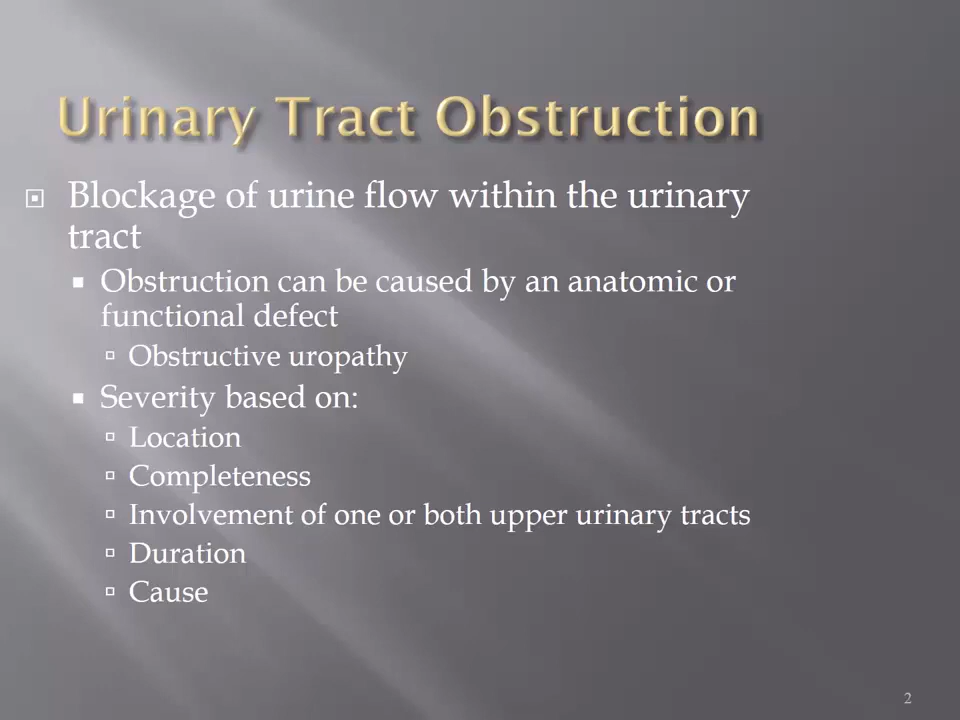 Urinary Tract Obstruction
Blockage of urine flow within the urinary
tract
Obstruction can be caused by an anatomic or
functional defect
Obstructive uropathy
Severity based on:
Location
Completeness
Involvement of one or both upper urinary tracts
Duration
Cause
2